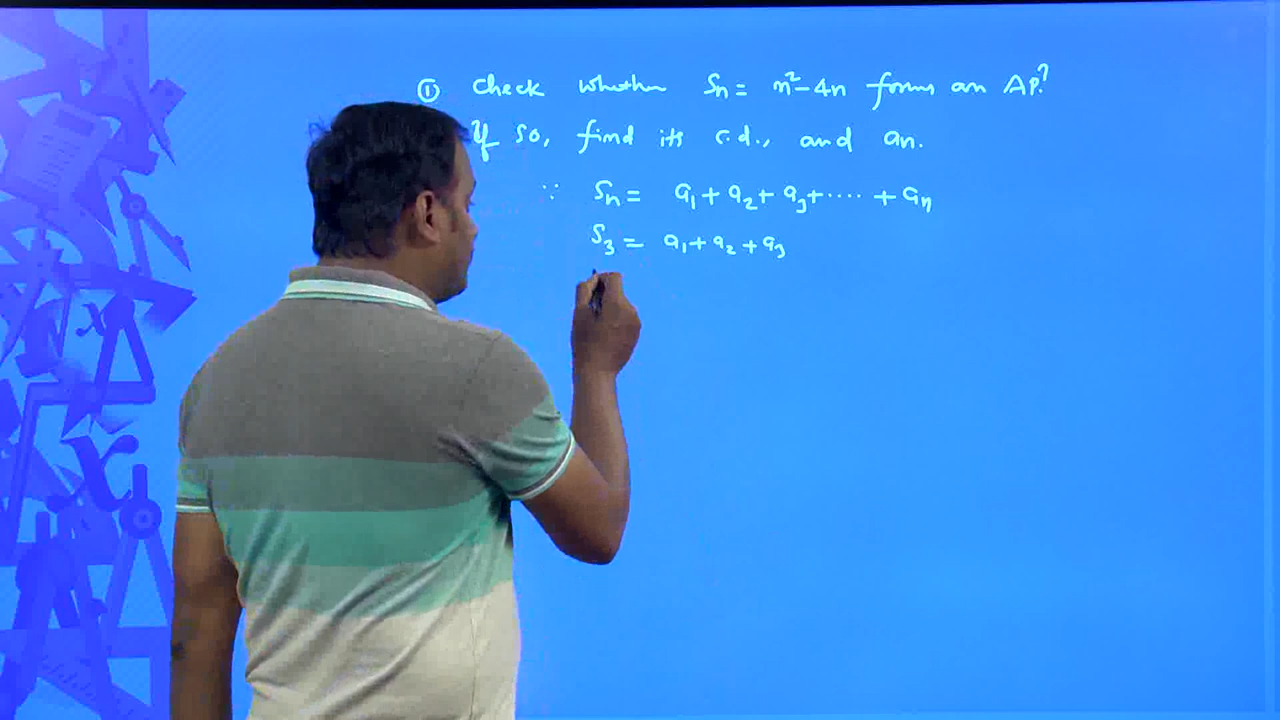 ① Check whether Sn = n² - 4n forms an AP?
If so, find its c.d., and an.
∵ Sn = a₁ + a₂ + a₃ + ..... + an
S₃ = a₁ + a₂ + a₃